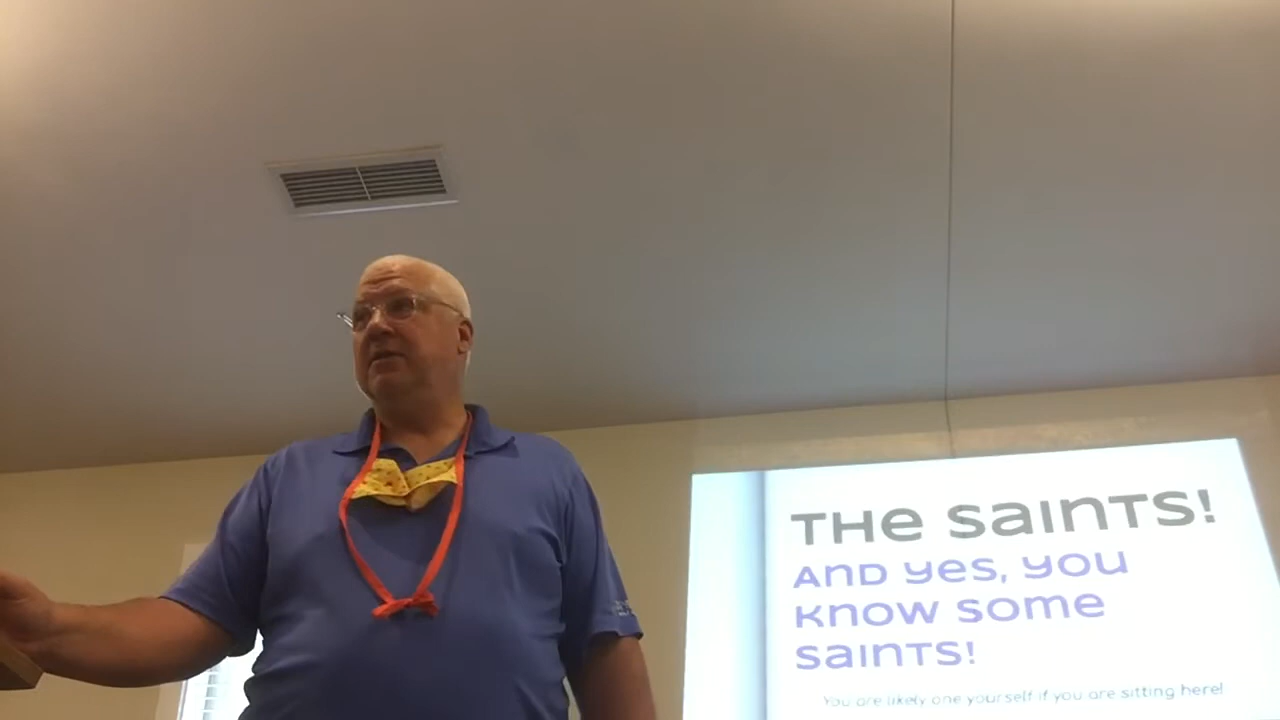 THE SAINTS!
AND yes, you
know some
saints!
You are likely one yourself if you are sitting here!